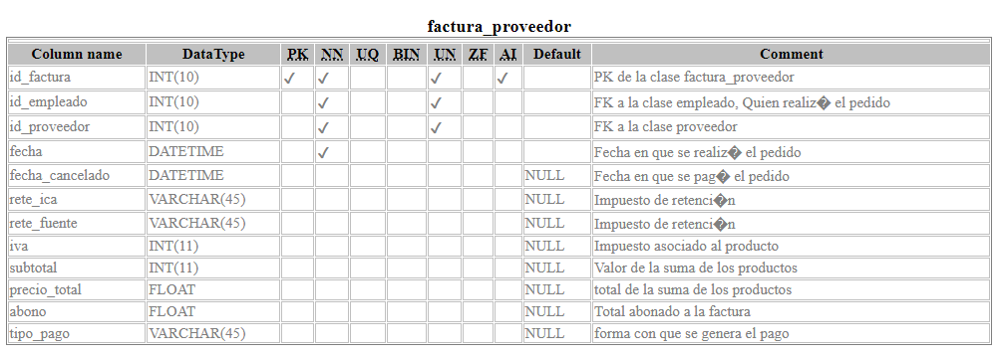 factura_proveedor
Column name DataType PK NN UQ BIN UN ZF AI Default Comment
id_factura INT(10) ✓ ✓ ✓ ✓ PK de la clase factura_proveedor
id_empleado INT(10) ✓ ✓ FK a la clase empleado, Quien realiz� el pedido
id_proveedor INT(10) ✓ ✓ FK a la clase proveedor
fecha DATETIME ✓ Fecha en que se realiz� el pedido
fecha_cancelado DATETIME NULL Fecha en que se pag� el pedido
rete_ica VARCHAR(45) NULL Impuesto de retenci�n
rete_fuente VARCHAR(45) NULL Impuesto de retenci�n
iva INT(11) NULL Impuesto asociado al producto
subtotal INT(11) NULL Valor de la suma de los productos
precio_total FLOAT NULL total de la suma de los productos
abono FLOAT NULL Total abonado a la factura
tipo_pago VARCHAR(45) NULL forma con que se genera el pago